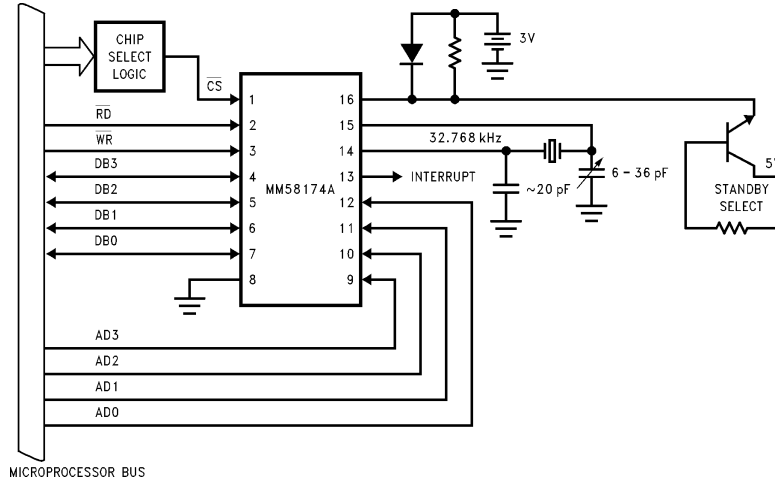 CHIP
SELECT
LOGIC
CS
RD
WR
DB3
DB2
DB1
DB0
1
2
3
4
5
6
7
8
MM58174A
16
15
14
13
12
11
10
9
3V
32.768 kHz
INTERRUPT
~20 pF
6 - 36 pF
5
STANDBY
SELECT
AD3
AD2
AD1
AD0
MICROPROCESSOR BUS